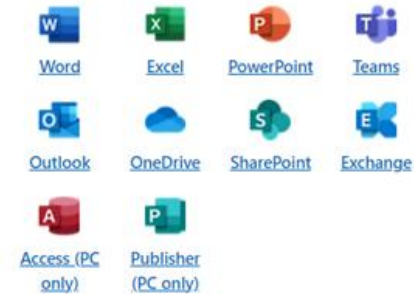 W
X
P
T
Word
Excel
PowerPoint
Teams
O
S
E
Outlook
OneDrive
SharePoint
Exchange
A
P
Access (PC
only)
Publisher
(PC only)